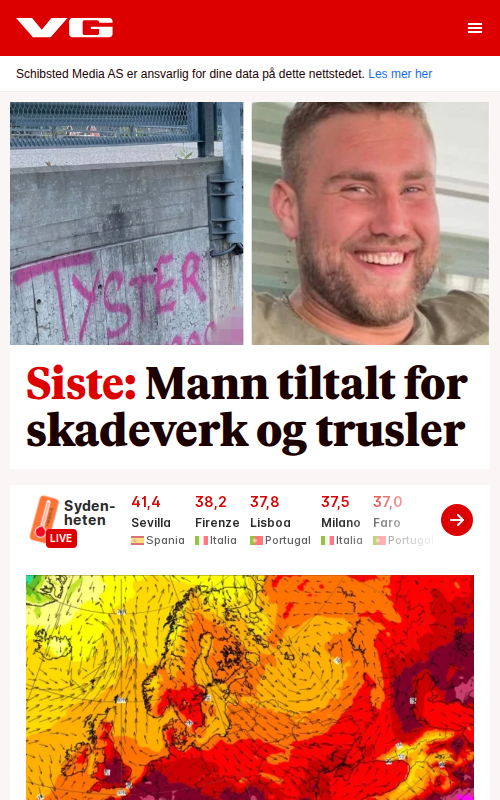 VG
Schibsted Media AS er ansvarlig for dine data på dette nettstedet. Les mer her
TYSTER
Siste: Mann tiltalt for
skadeverk og trusler
Syden-
heten
LIVE
41,4
Sevilla
Spania
38,2
Firenze
Italia
37,8
Lisboa
Portugal
37,5
Milano
Italia
37,0
Faro
Portugal